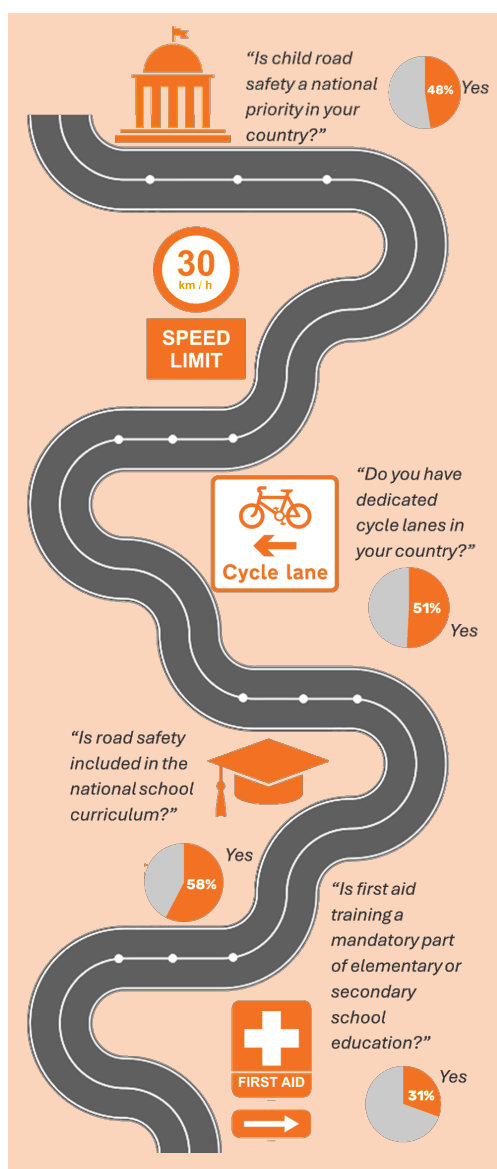 “Is child road
safety a national
priority in your
country?”
48%
Yes
30
km / h
SPEED
LIMIT
“Do you have
dedicated
cycle lanes in
your country?”
Cycle lane
51%
Yes
“Is road safety
included in the
national school
curriculum?”
Yes
58%
“Is first aid
training a
mandatory part
of elementary or
secondary
school
education?”
FIRST AID
Yes
31%